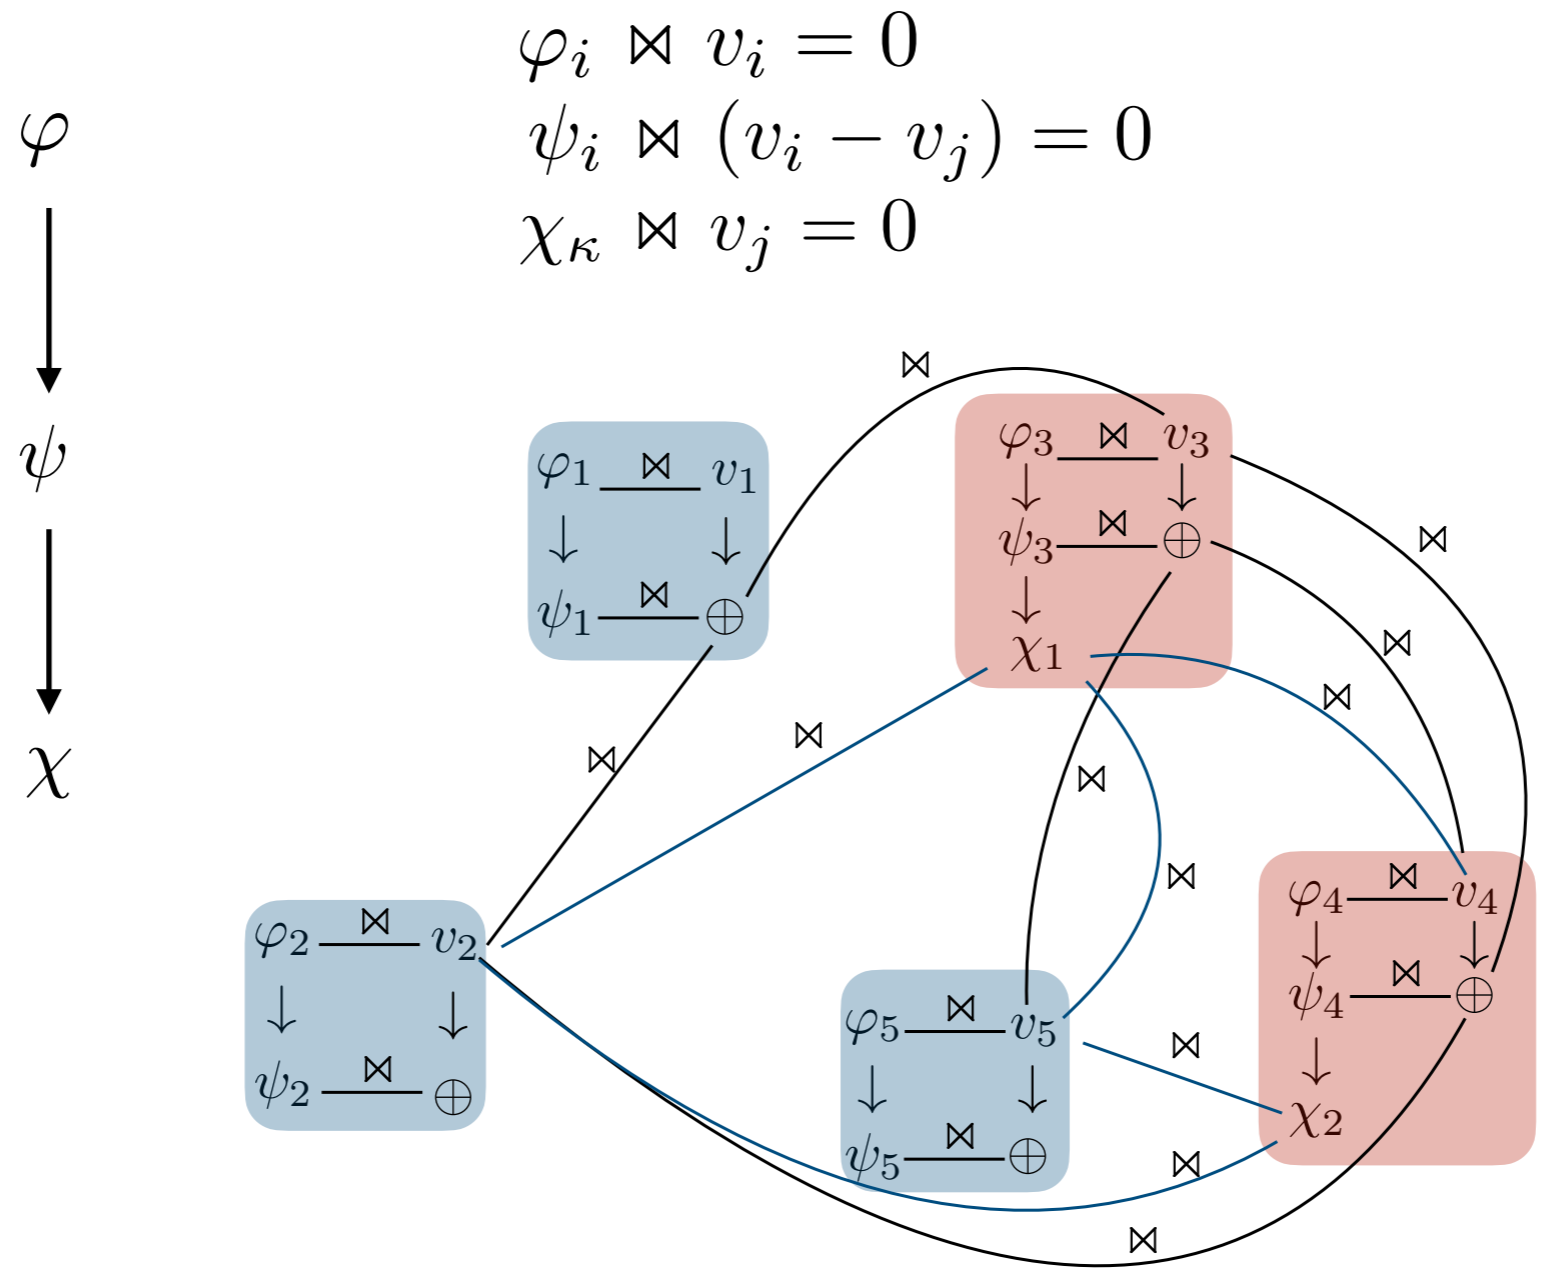 φ_i ⋈ v_i = 0
ψ_i ⋈ (v_i − v_j) = 0
χ_κ ⋈ v_j = 0
φ
ψ
χ
⋈
φ_3 ⋈ v_3
↓ ↓
ψ_3 ⋈ ⊕
↓
χ_1
φ_1 ⋈ v_1
↓ ↓
ψ_1 ⋈ ⊕
⋈
⋈
⋈
⋈
⋈
⋈
⋈
φ_4 ⋈ v_4
↓ ↓
ψ_4 ⋈ ⊕
↓
χ_2
φ_2 ⋈ v_2
↓ ↓
ψ_2 ⋈ ⊕
φ_5 ⋈ v_5
↓ ↓
ψ_5 ⋈ ⊕
⋈
⋈
⋈